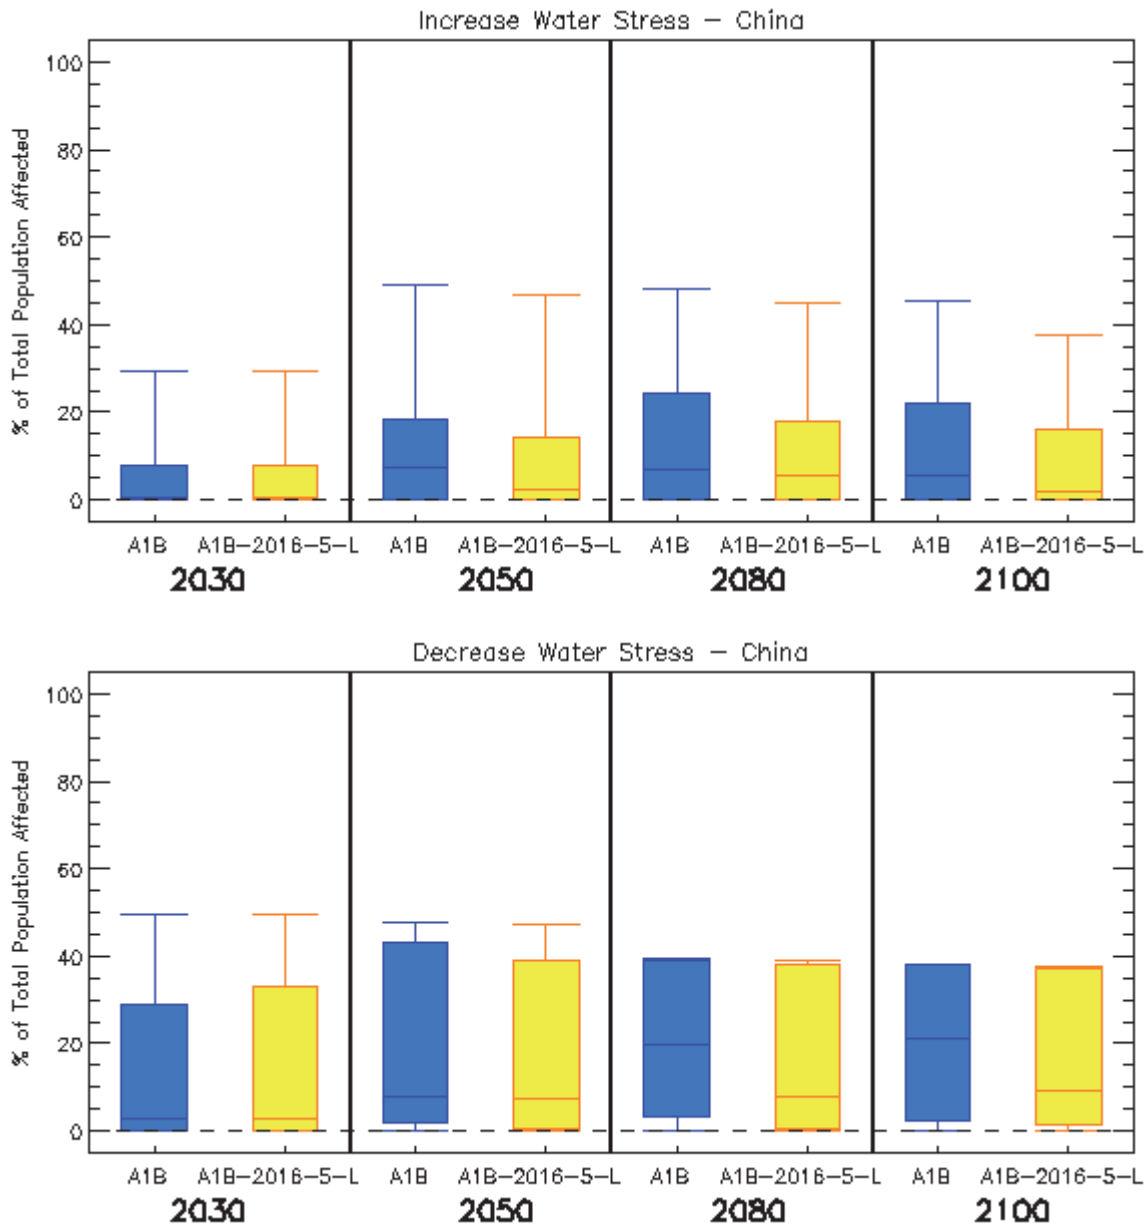 Increase Water Stress – China
% of Total Population Affected
100
80
60
40
20
0
A1B A1B-2016-5-L A1B A1B-2016-5-L A1B A1B-2016-5-L A1B A1B-2016-5-L
2030 2050 2080 2100
Decrease Water Stress – China
% of Total Population Affected
100
80
60
40
20
0
A1B A1B-2016-5-L A1B A1B-2016-5-L A1B A1B-2016-5-L A1B A1B-2016-5-L
2030 2050 2080 2100